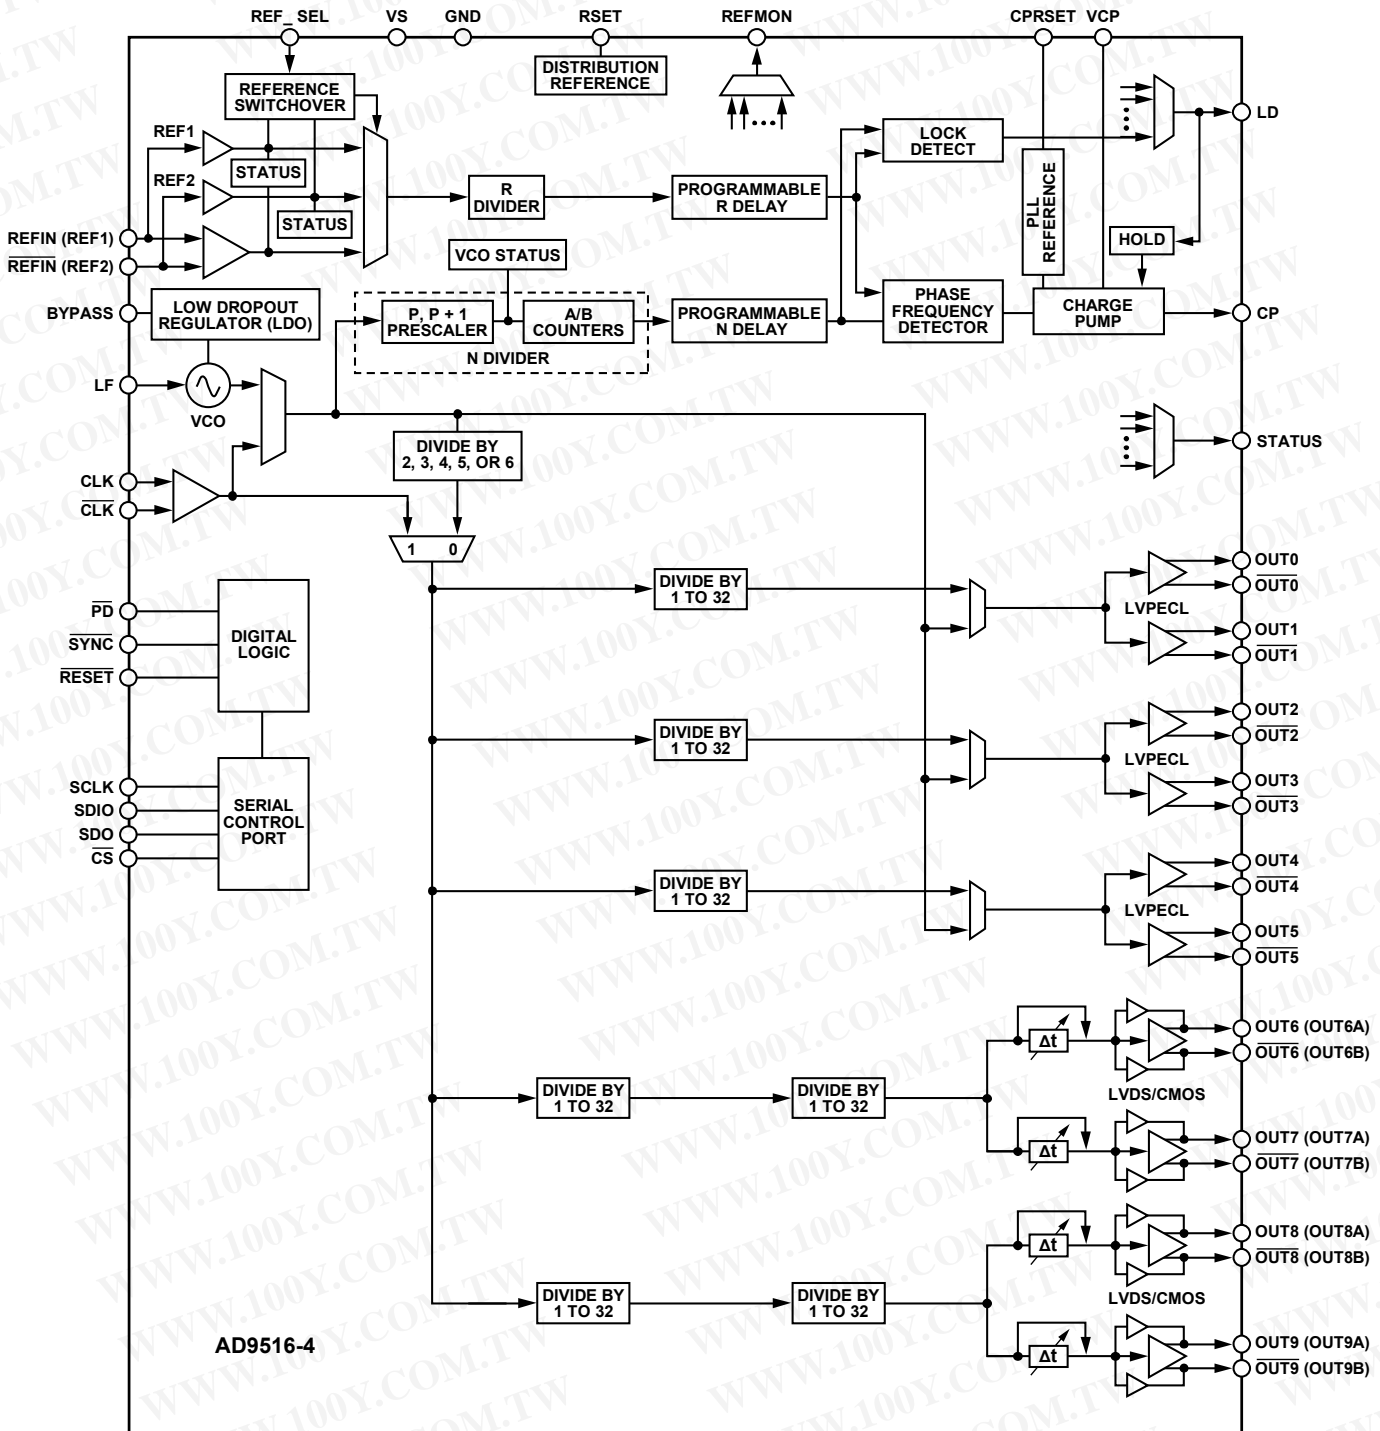 REF_SEL
VS
GND
RSET
REFMON
CPRSET
VCP
DISTRIBUTION
REFERENCE
REFERENCE
SWITCHOVER
LD
REF1
STATUS
REF2
STATUS
LOCK
DETECT
R
DIVIDER
PROGRAMMABLE
R DELAY
PLL
REFERENCE
REFIN (REF1)
REFIN (REF2)
HOLD
VCO STATUS
BYPASS
LOW DROPOUT
REGULATOR (LDO)
P, P + 1
PRESCALER
A/B
COUNTERS
N DIVIDER
PROGRAMMABLE
N DELAY
PHASE
FREQUENCY
DETECTOR
CHARGE
PUMP
CP
LF
VCO
STATUS
DIVIDE BY
2, 3, 4, 5, OR 6
CLK
CLK
1 0
PD
SYNC
RESET
DIGITAL
LOGIC
SCLK
SDIO
SDO
CS
SERIAL
CONTROL
PORT
DIVIDE BY
1 TO 32
LVPECL
OUT0
OUT0
OUT1
OUT1
DIVIDE BY
1 TO 32
LVPECL
OUT2
OUT2
OUT3
OUT3
DIVIDE BY
1 TO 32
LVPECL
OUT4
OUT4
OUT5
OUT5
DIVIDE BY
1 TO 32
DIVIDE BY
1 TO 32
Δt
Δt
LVDS/CMOS
OUT6 (OUT6A)
OUT6 (OUT6B)
OUT7 (OUT7A)
OUT7 (OUT7B)
DIVIDE BY
1 TO 32
DIVIDE BY
1 TO 32
Δt
Δt
LVDS/CMOS
OUT8 (OUT8A)
OUT8 (OUT8B)
OUT9 (OUT9A)
OUT9 (OUT9B)
AD9516-4
WWW.100Y.COM.TW